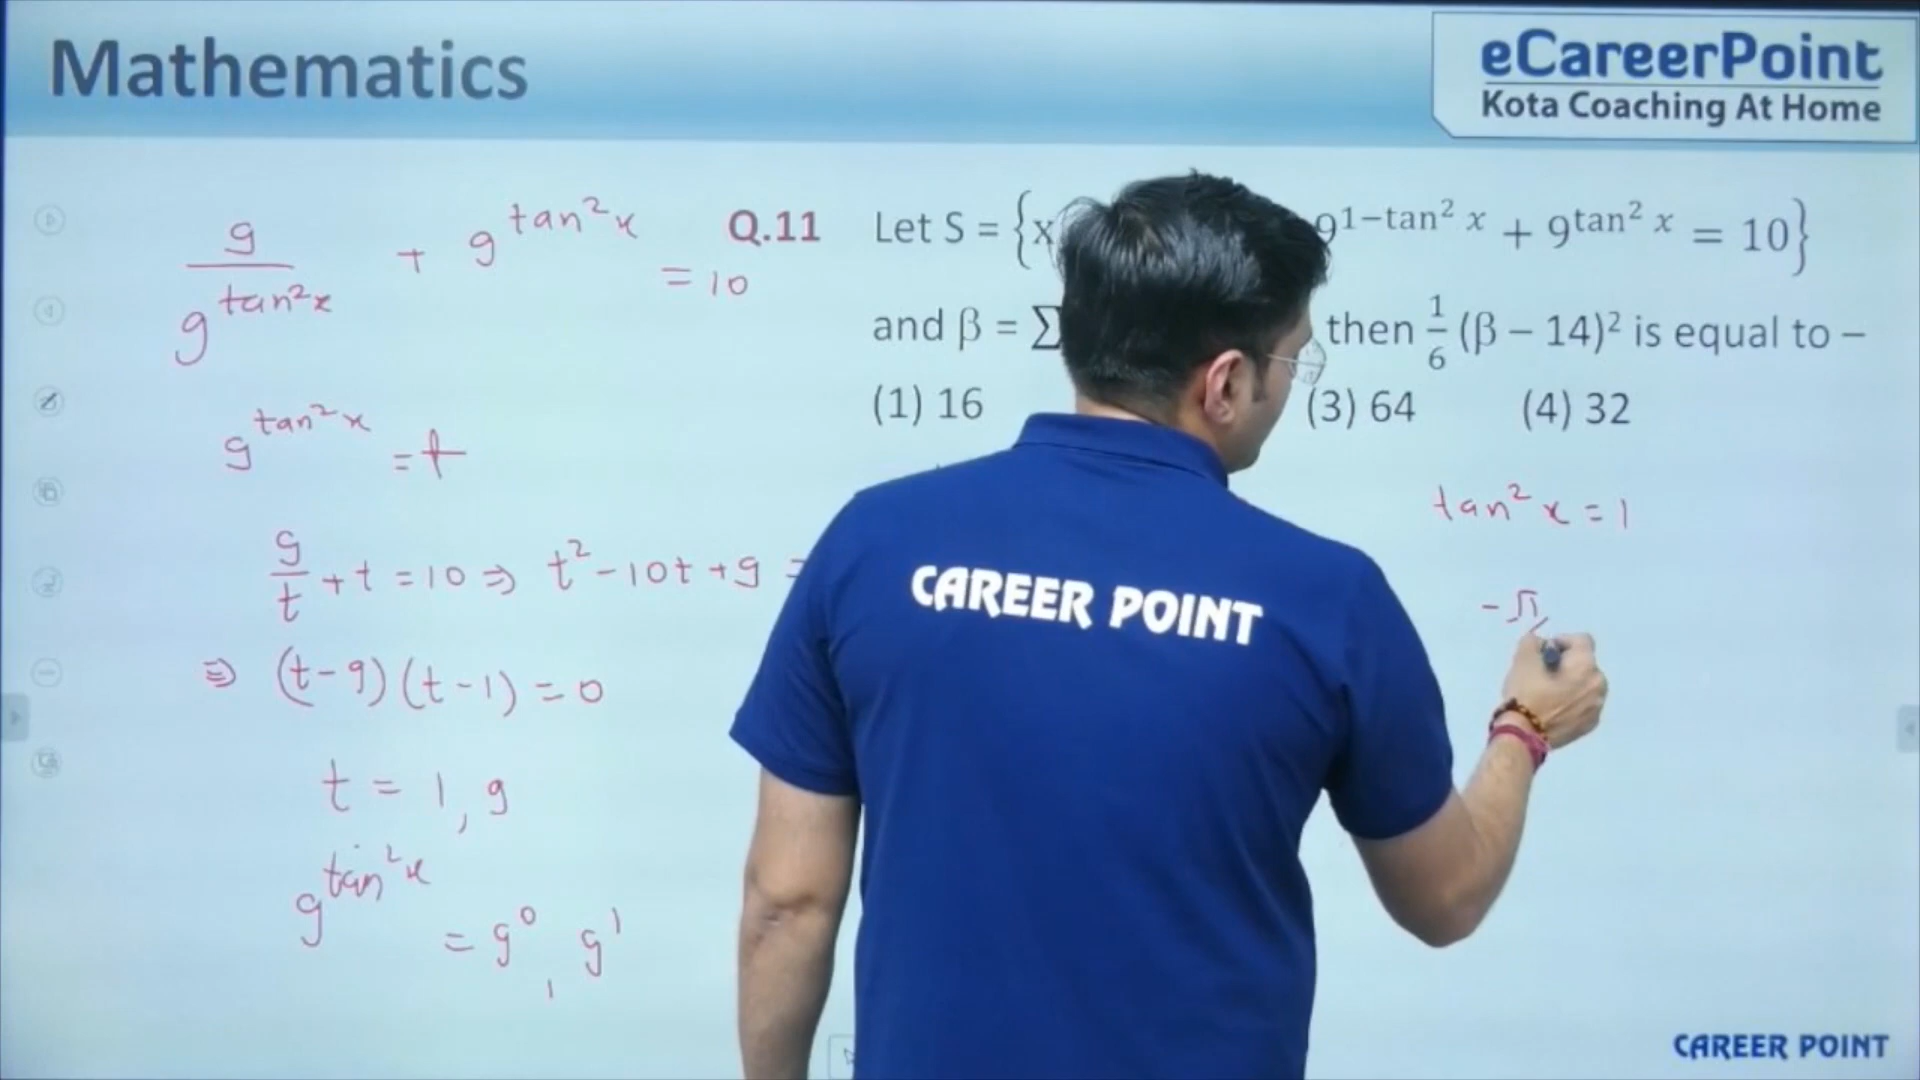 Mathematics
eCareerPoint
Kota Coaching At Home
9 / 9^{tan²x} + 9^{tan²x} = 10
9^{tan²x} = t
9/t + t = 10 ⇒ t² - 10t + 9 =
⇒ (t-9)(t-1) = 0
t = 1, 9
9^{tan²x} = 9⁰, 9¹
Q.11 Let S = {x 9^{1−tan² x} + 9^{tan² x} = 10}
and β = ∑ then 1/6 (β − 14)² is equal to −
(1) 16 (3) 64 (4) 32
tan² x = 1
-π/
CAREER POINT
CAREER POINT